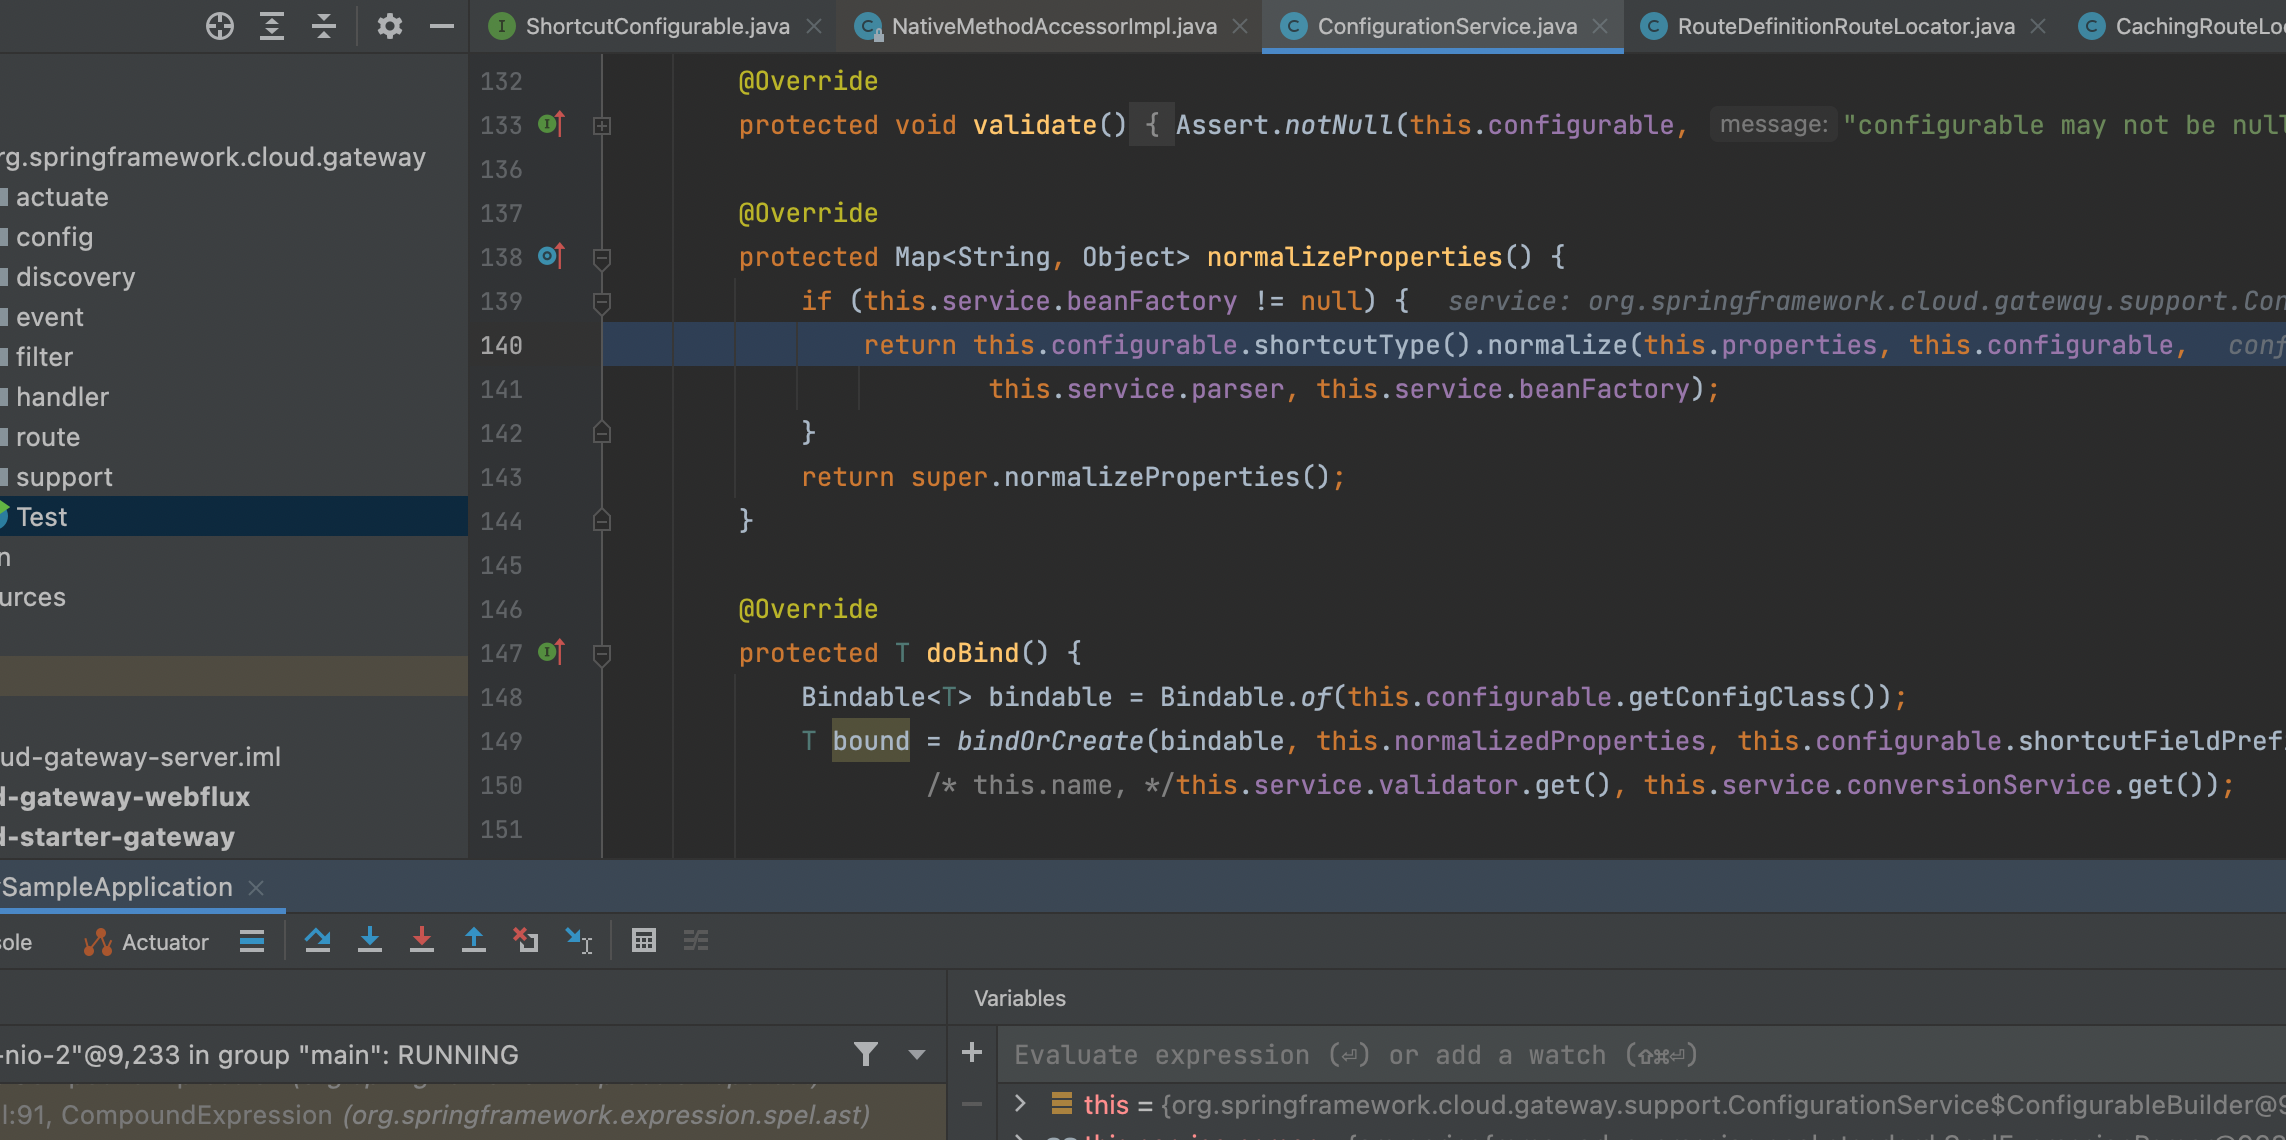 ShortcutConfigurable.java NativeMethodAccessorImpl.java ConfigurationService.java RouteDefinitionRouteLocator.java CachingRouteLo
rg.springframework.cloud.gateway
actuate
config
discovery
event
filter
handler
route
support
Test
n
urces
ud-gateway-server.iml
d-gateway-webflux
d-starter-gateway
132 @Override
133 protected void validate() { Assert.notNull(this.configurable, message: "configurable may not be null
136
137 @Override
138 protected Map<String, Object> normalizeProperties() {
139 if (this.service.beanFactory != null) { service: org.springframework.cloud.gateway.support.Con
140 return this.configurable.shortcutType().normalize(this.properties, this.configurable, conf
141 this.service.parser, this.service.beanFactory);
142 }
143 return super.normalizeProperties();
144 }
145
146 @Override
147 protected T doBind() {
148 Bindable<T> bindable = Bindable.of(this.configurable.getConfigClass());
149 T bound = bindOrCreate(bindable, this.normalizedProperties, this.configurable.shortcutFieldPrefi
150 /* this.name, */this.service.validator.get(), this.service.conversionService.get());
151
SampleApplication
ole Actuator
Variables
-nio-2"@9,233 in group "main": RUNNING
Evaluate expression (⏎) or add a watch (⇧⌘⏎)
l:91, CompoundExpression (org.springframework.expression.spel.ast)
this = {org.springframework.cloud.gateway.support.ConfigurationService$ConfigurableBuilder@9